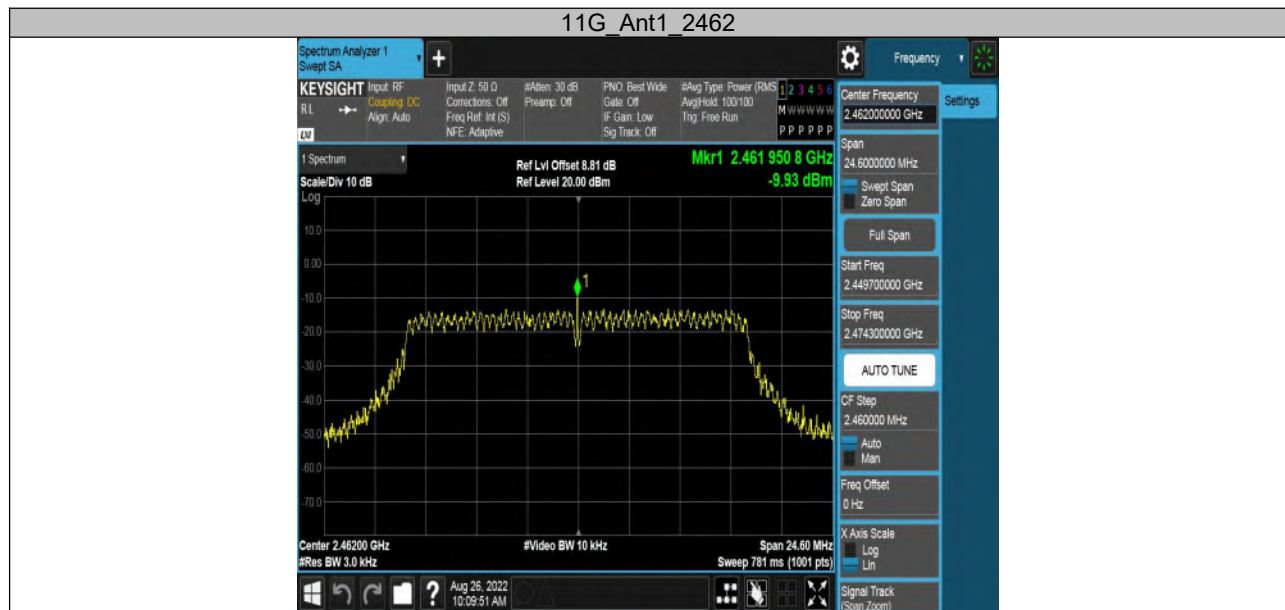 11G_Ant1_2462
Spectrum Analyzer 1
Swept SA
Frequency
KEYSIGHT
RL
LXI
Input: RF
Coupling: DC
Align: Auto
Input Z: 50 Ω
Corrections: Off
Freq Ref: Int (S)
NFE: Adaptive
#Atten: 30 dB
Preamp: Off
PNO: Best Wide
Gate: Off
IF Gain: Low
Sig Track: Off
#Avg Type: Power (RMS
Avg|Hold: 100/100
Trig: Free Run
1 2 3 4 5 6
M W W W W W
P P P P P P
1 Spectrum
Scale/Div 10 dB
Log
Ref Lvl Offset 8.81 dB
Ref Level 20.00 dBm
Mkr1 2.461 950 8 GHz
-9.93 dBm
10.0
0.00
-10.0
-20.0
-30.0
-40.0
-50.0
-60.0
-70.0
1
Center 2.46200 GHz
#Res BW 3.0 kHz
#Video BW 10 kHz
Span 24.60 MHz
Sweep 781 ms (1001 pts)
Aug 26, 2022
10:09:51 AM
Center Frequency
2.462000000 GHz
Settings
Span
24.6000000 MHz
Swept Span
Zero Span
Full Span
Start Freq
2.449700000 GHz
Stop Freq
2.474300000 GHz
AUTO TUNE
CF Step
2.460000 MHz
Auto
Man
Freq Offset
0 Hz
X Axis Scale
Log
Lin
Signal Track
(Span Zoom)